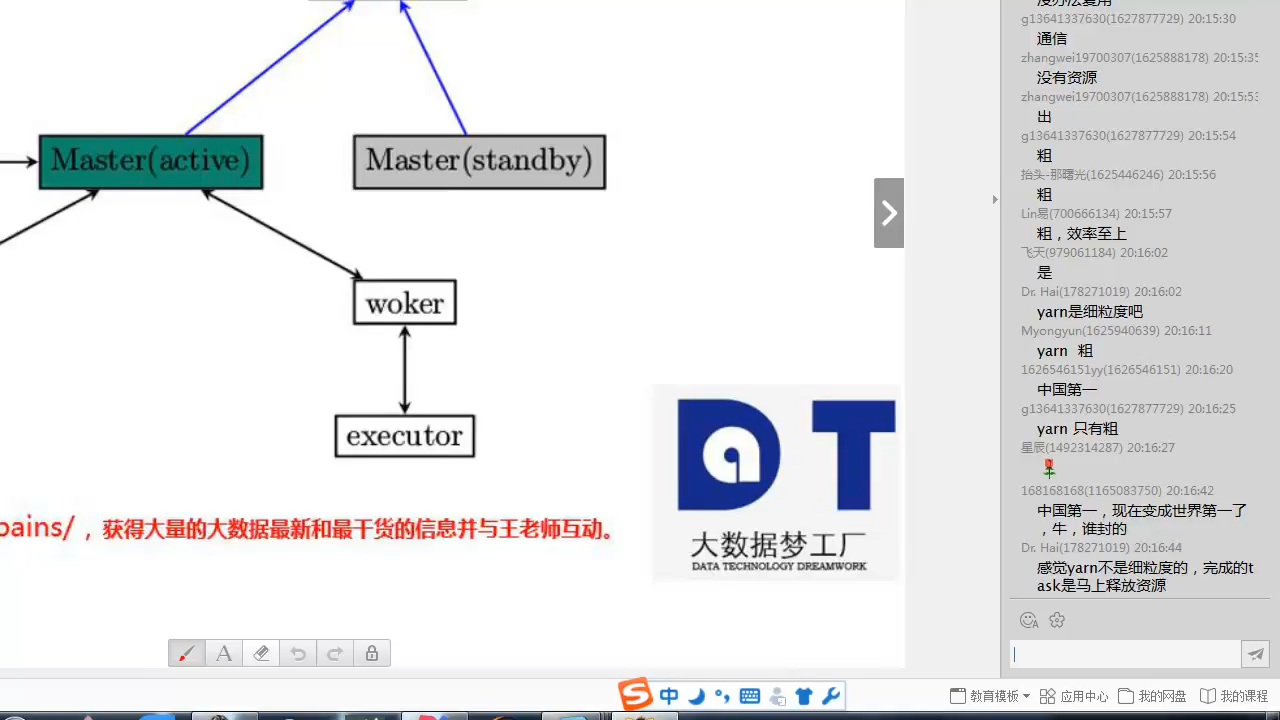 Master(active)
Master(standby)
woker
executor
pains/ ，获得大量的大数据最新和最干货的信息并与王老师互动。
DaT
大数据梦工厂
DATA TECHNOLOGY DREAMWORK
g13641337630(1627877729) 20:15:30
通信
zhangwei19700307(1625888178) 20:15:35
没有资源
zhangwei19700307(1625888178) 20:15:53
出
g13641337630(1627877729) 20:15:54
粗
抬头-那曙光(1625446246) 20:15:56
粗
Lin易(700666134) 20:15:57
粗，效率至上
飞天(979061184) 20:16:02
是
Dr. Hai(178271019) 20:16:02
yarn是细粒度吧
Myongyun(1625940639) 20:16:11
yarn 粗
1626546151yy(1626546151) 20:16:20
中国第一
g13641337630(1627877729) 20:16:25
yarn 只有粗
星辰(1492314287) 20:16:27
168168168(1165083750) 20:16:42
中国第一，现在变成世界第一了
，牛，谁封的
Dr. Hai(178271019) 20:16:44
感觉yarn不是细粒度的，完成的t
ask是马上释放资源
A
S 中
教育模板 应用中心 我的网盘 我的课程